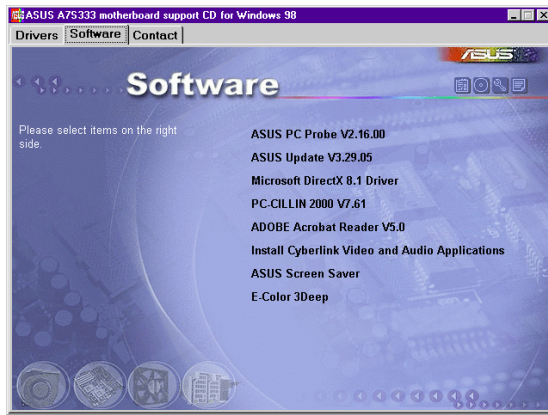 ASUS A7S333 motherboard support CD for Windows 98
Drivers Software Contact
ASUS
Software
Please select items on the right
side.
ASUS PC Probe V2.16.00
ASUS Update V3.29.05
Microsoft DirectX 8.1 Driver
PC-CILLIN 2000 V7.61
ADOBE Acrobat Reader V5.0
Install Cyberlink Video and Audio Applications
ASUS Screen Saver
E-Color 3Deep